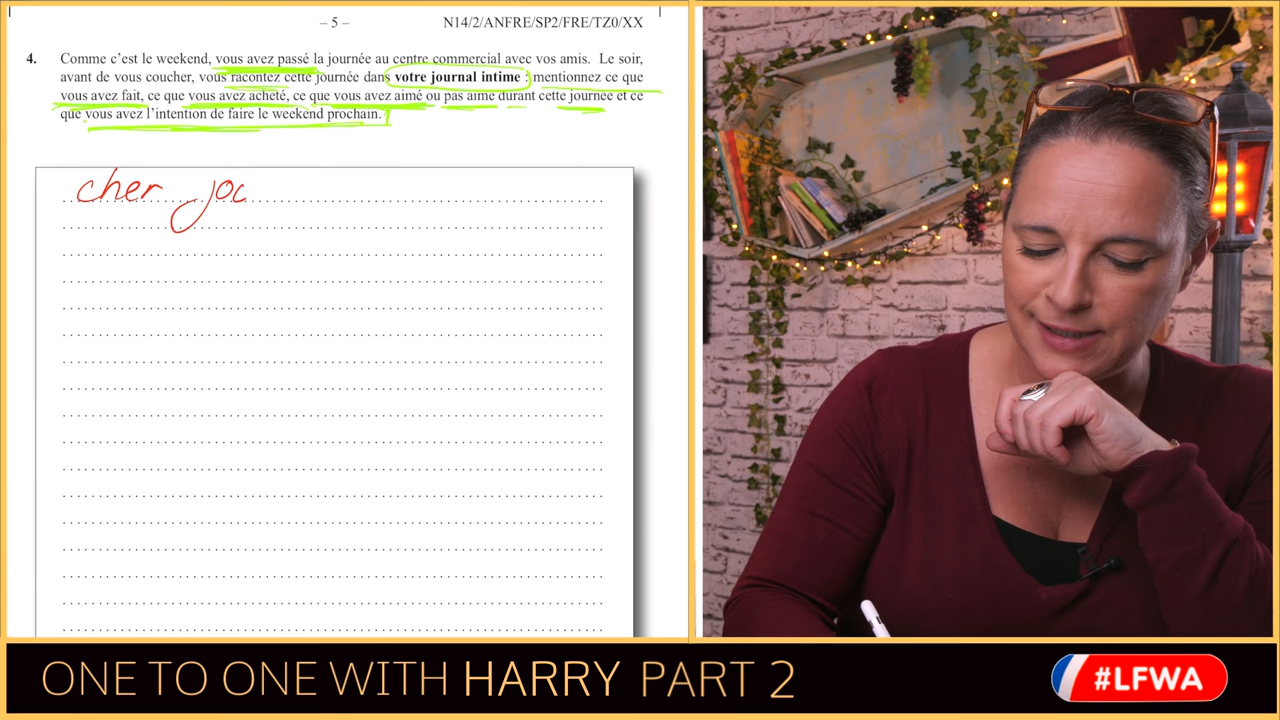 – 5 –
N14/2/ANFRE/SP2/FRE/TZ0/XX
4. Comme c’est le weekend, vous avez passé la journée au centre commercial avec vos amis. Le soir,
avant de vous coucher, vous racontez cette journée dans votre journal intime : mentionnez ce que
vous avez fait, ce que vous avez acheté, ce que vous avez aimé ou pas aimé durant cette journée et ce
que vous avez l’intention de faire le weekend prochain.
cher joc
ONE TO ONE WITH HARRY PART 2
#LFWA